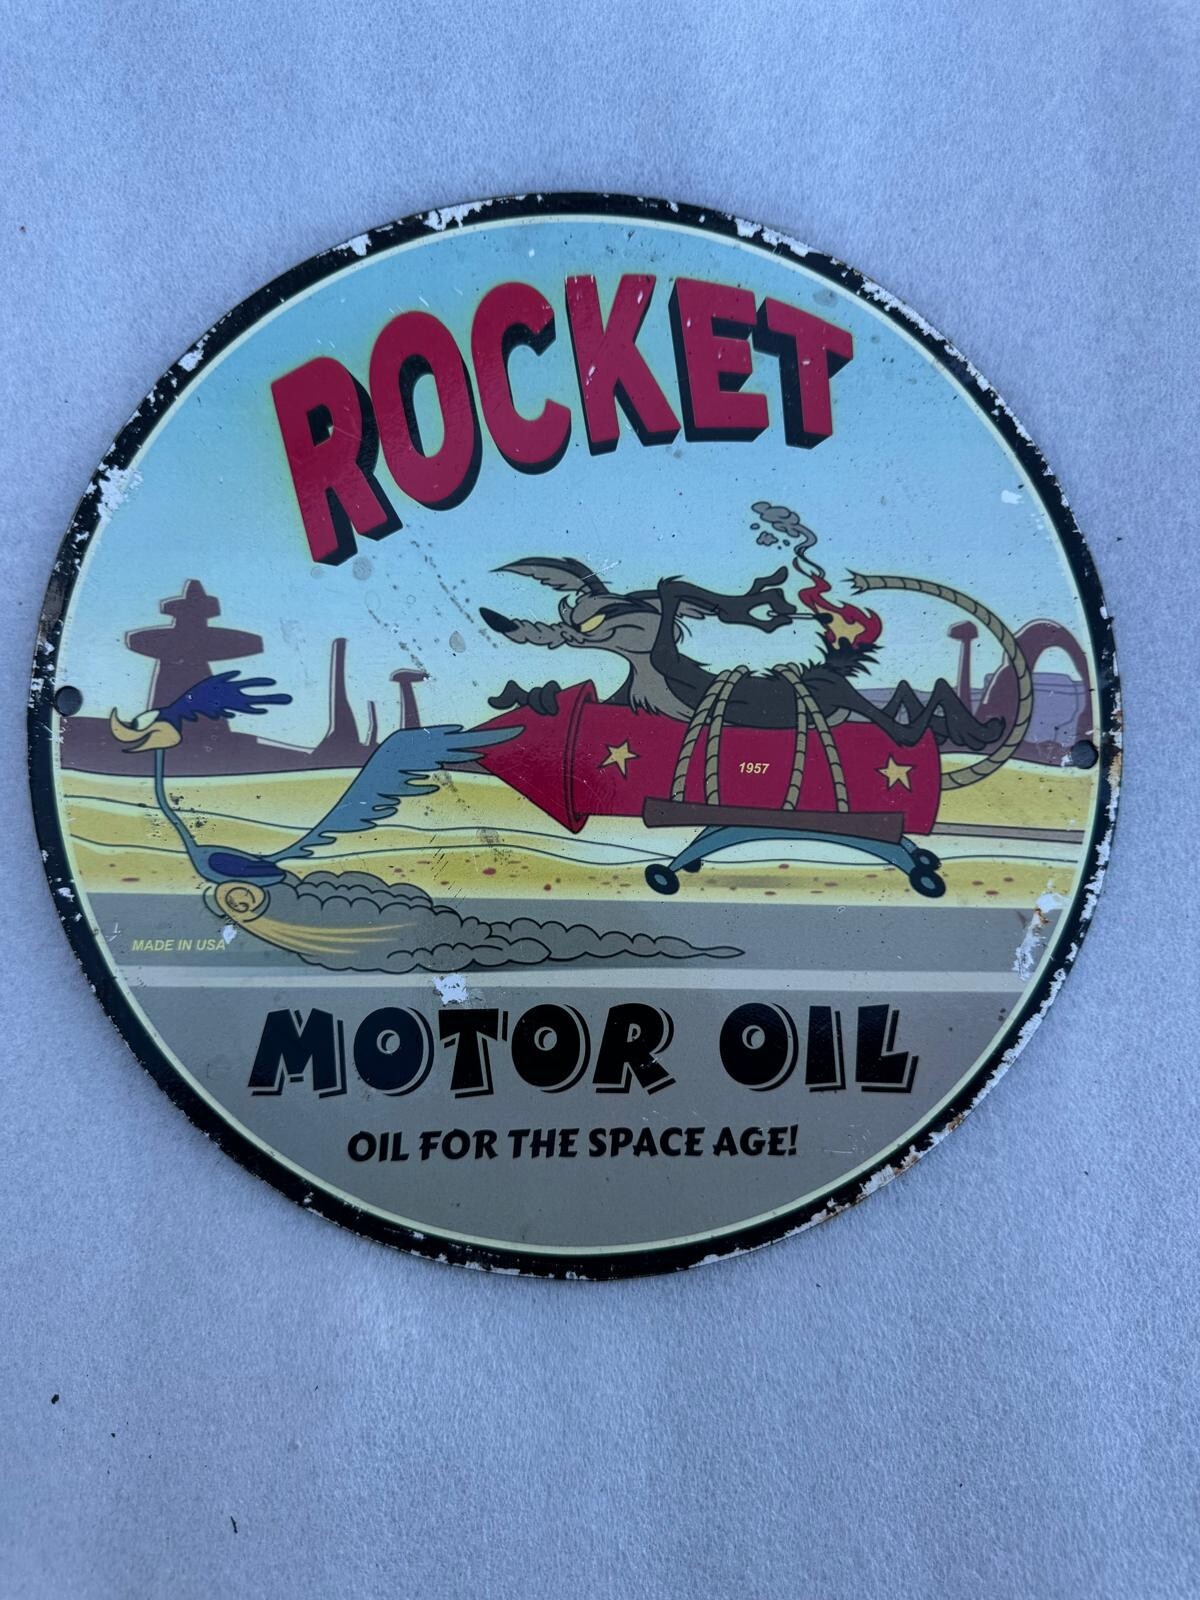 ROCKET
1957
MADE IN USA
MOTOR OIL
OIL FOR THE SPACE AGE!